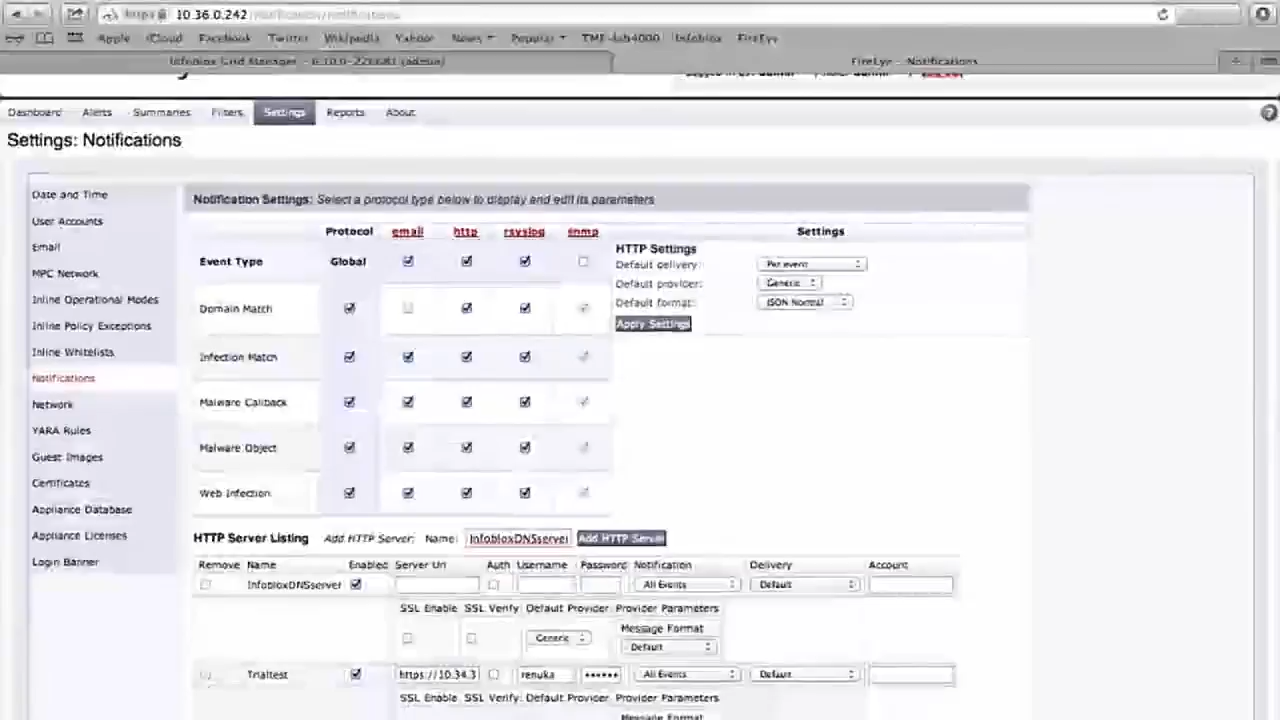 https 10.36.0.242/notification/notifications
Apple iCloud Facebook Twitter Wikipedia Yahoo News Popular TME-lab4000 Infoblox FireEye
Infoblox Grid Manager FireEye - Notifications
Dashboard Alerts Summaries Filters Settings Reports About
Settings: Notifications
Date and Time
User Accounts
Email
MPC Network
Inline Operational Modes
Inline Policy Exceptions
Inline Whitelists
Notifications
Network
YARA Rules
Guest Images
Certificates
Appliance Database
Appliance Licenses
Login Banner
Notification Settings: Select a protocol type below to display and edit its parameters
Protocol email http rsyslog snmp Settings
Event Type Global
HTTP Settings
Default delivery: Per event
Default provider: Generic
Default format: JSON Normal
Apply Settings
Domain Match
Infection Match
Malware Callback
Malware Object
Web Infection
HTTP Server Listing Add HTTP Server: Name: InfobloxDNSserver Add HTTP Server
Remove Name Enabled Server Url Auth Username Password Notification Delivery Account
InfobloxDNSserver All Events Default
SSL Enable SSL Verify Default Provider Provider Parameters
Message Format
Generic Default
Trialtest https://10.34.3 renuka •••••• All Events Default
SSL Enable SSL Verify Default Provider Provider Parameters
Message Format